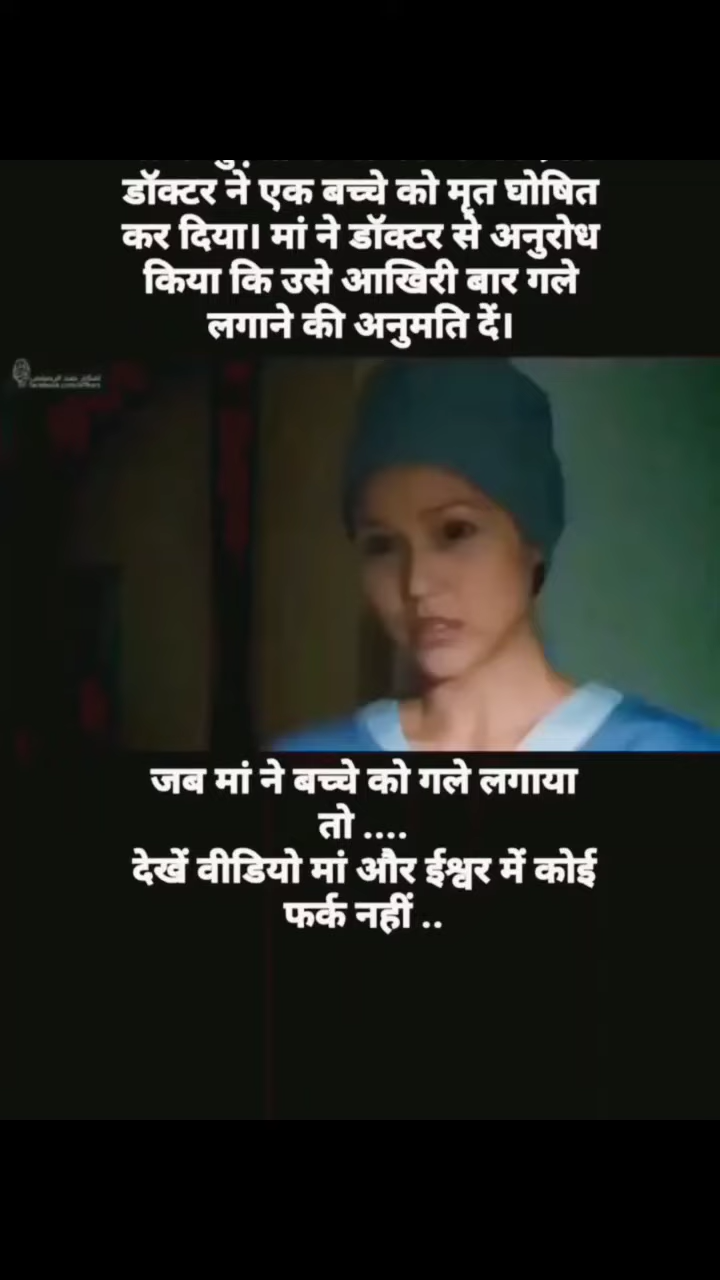 डॉक्टर ने एक बच्चे को मृत घोषित
कर दिया। मां ने डॉक्टर से अनुरोध
किया कि उसे आखिरी बार गले
लगाने की अनुमति दें।
जब मां ने बच्चे को गले लगाया
तो ....
देखें वीडियो मां और ईश्वर में कोई
फर्क नहीं ..